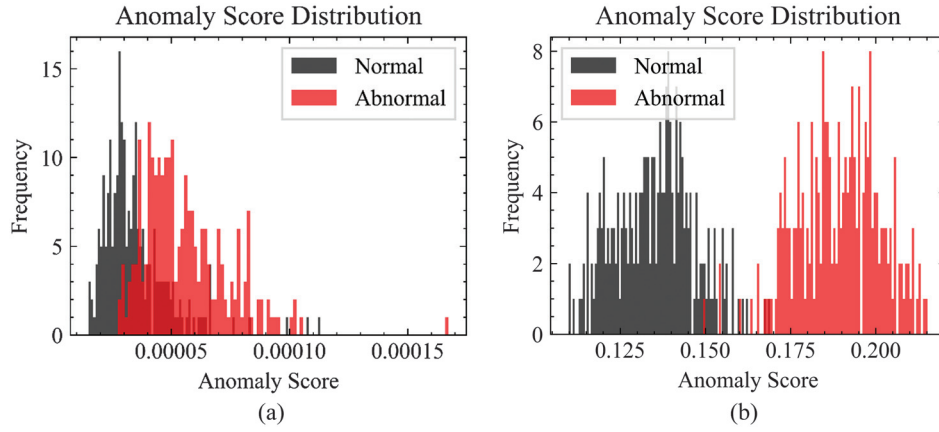 Anomaly Score Distribution
Normal
Abnormal
Frequency
15
10
5
0
0.00005
0.00010
0.00015
Anomaly Score
(a)
Anomaly Score Distribution
Normal
Abnormal
Frequency
8
6
4
2
0
0.125
0.150
0.175
0.200
Anomaly Score
(b)